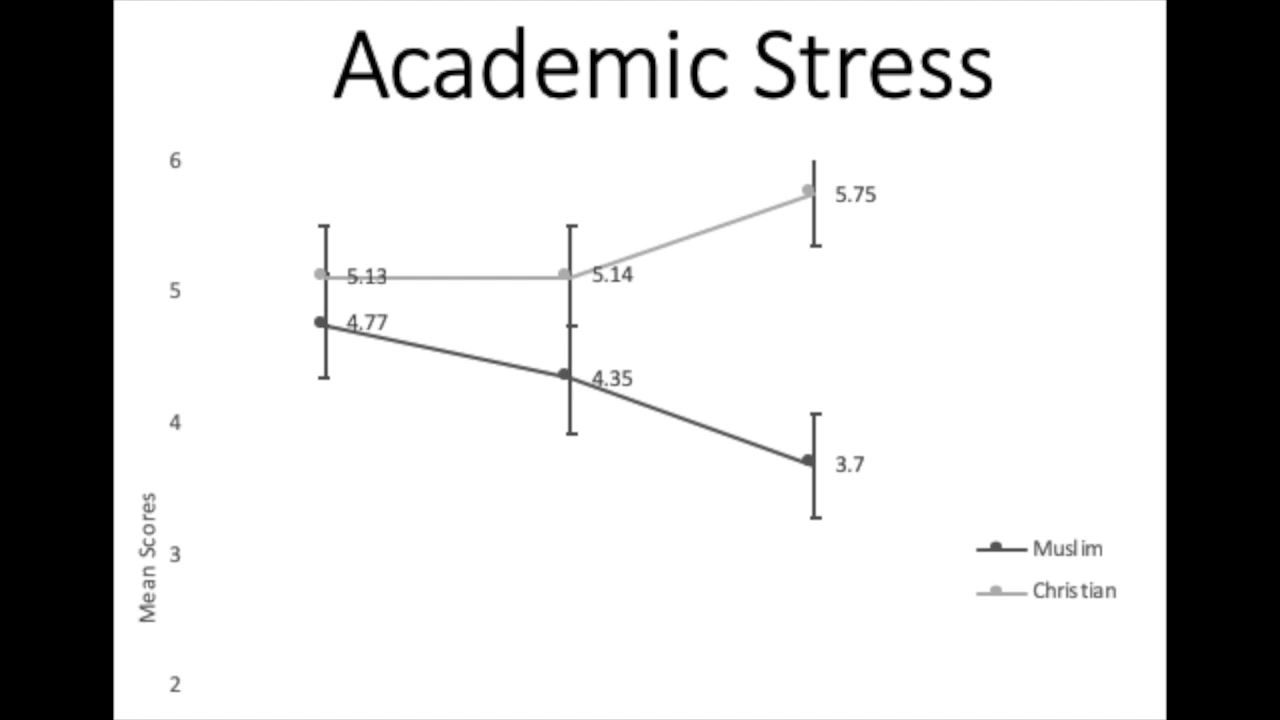 Academic Stress
6
5.75
5.13
5.14
5
4.77
4.35
4
3.7
Mean Scores
3
Muslim
Christian
2